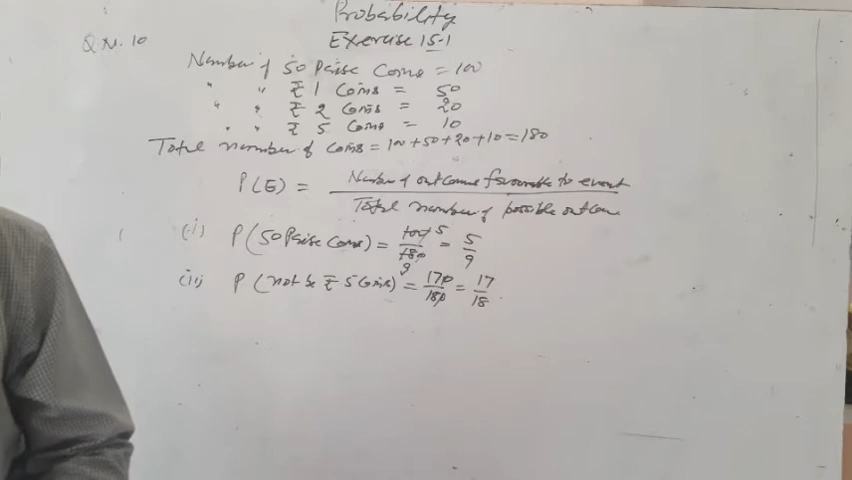 Probability
Exercise 15.1
Q.N. 10
Number of 50 Paise Coins = 100
" " ₹ 1 Coins = 50
" " ₹ 2 Coins = 20
" " ₹ 5 Coins = 10
Total number of Coins = 100+50+20+10=180
P(E) = Number of outcome favourable to event / Total number of possible outcome
(i) P(50 Paise Coins) = 100/180 5 9 = 5/9
(ii) P(not be ₹ 5 Coins) = 170/180 = 17/18